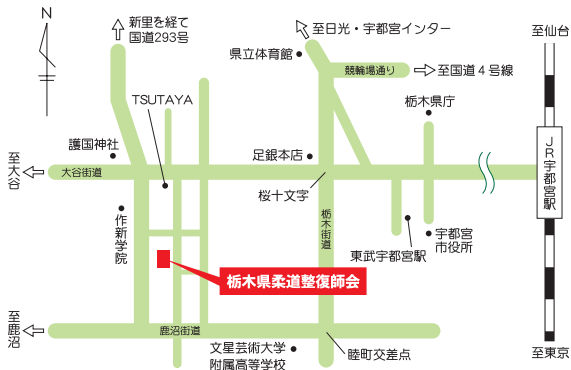 N
新里を経て
国道293号
至日光・宇都宮インター
至仙台
県立体育館
競輪場通り
至国道4号線
TSUTAYA
栃木県庁
護国神社
足銀本店
JR宇都宮駅
至大谷
大谷街道
桜十文字
作新学院
栃木街道
東武宇都宮駅
宇都宮
市役所
栃木県柔道整復師会
至鹿沼
鹿沼街道
文星芸術大学
附属高等学校
睦町交差点
至東京